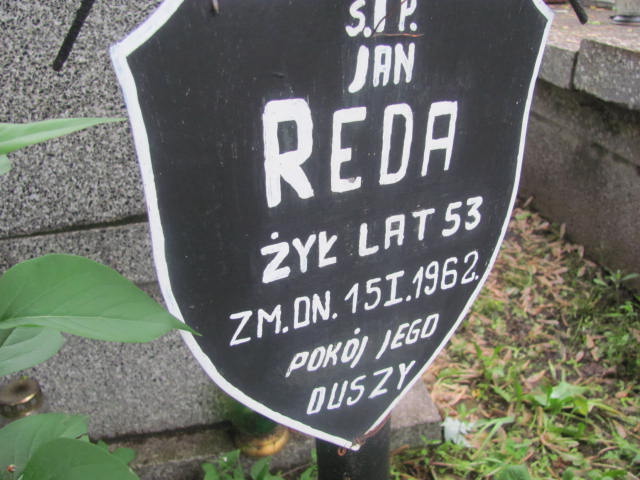 Ś.P.
JAN
REDA
ŻYŁ LAT 53
ZM.DN. 15 I.1962.
POKÓJ JEGO
DUSZY